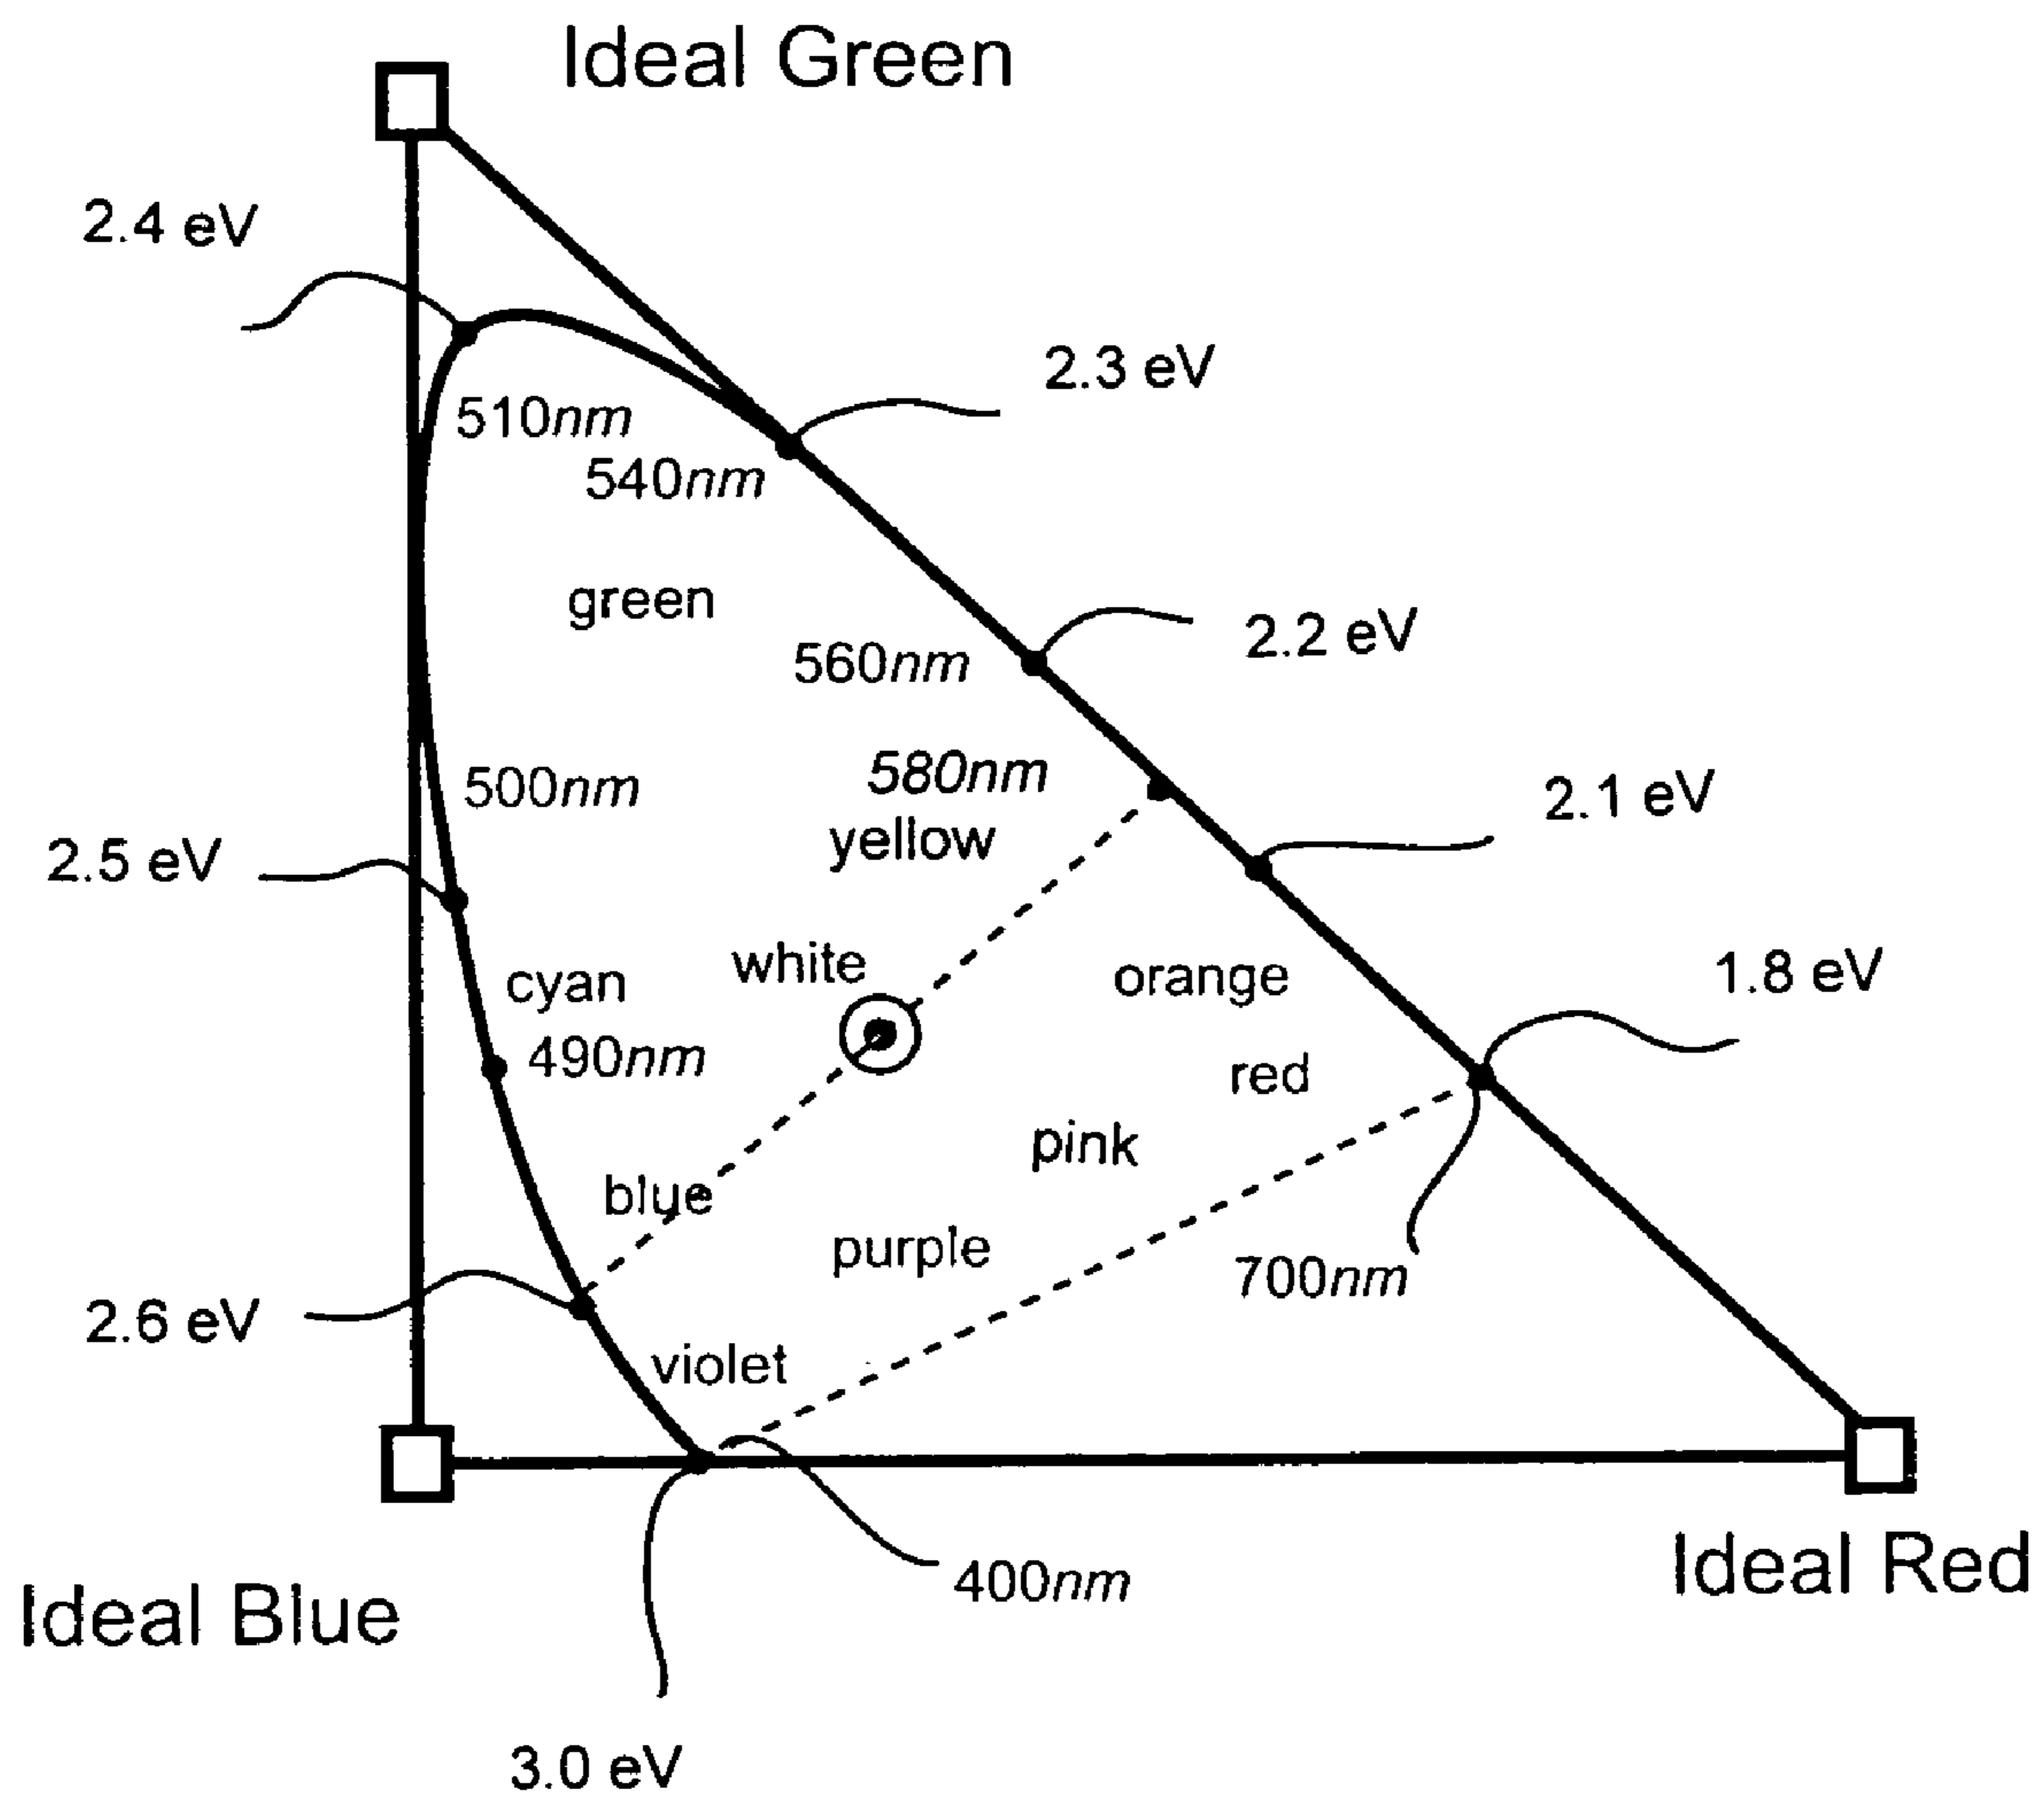 Ideal Green
2.4 eV
2.3 eV
510nm
540nm
green
2.2 eV
560nm
580nm
yellow
500nm
2.1 eV
2.5 eV
white
cyan
orange
1.8 eV
490nm
red
pink
blue
purple
700nm
2.6 eV
violet
400nm
Ideal Red
Ideal Blue
3.0 eV